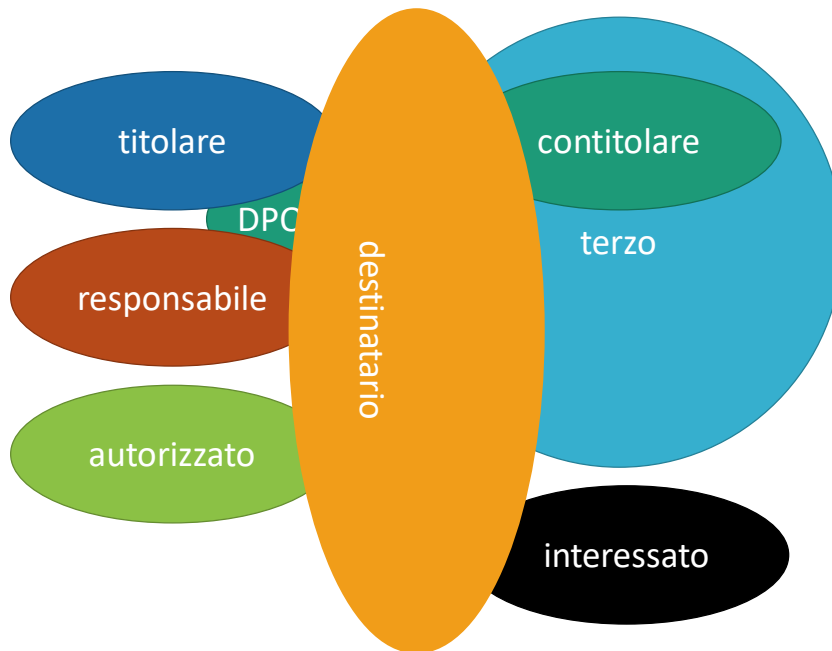 titolare
contitolare
DPO
terzo
destinatario
responsabile
autorizzato
interessato